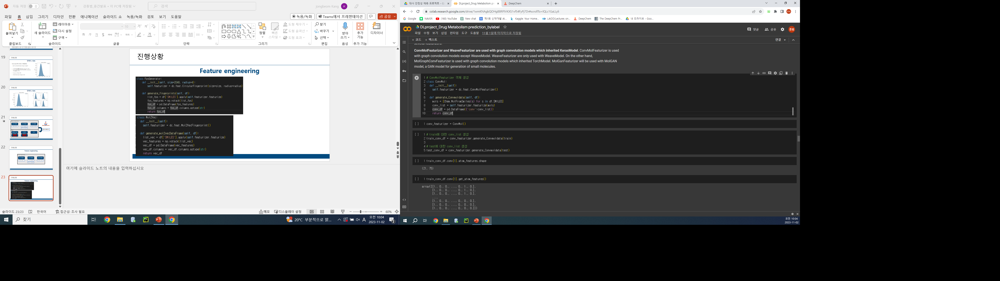 자동 저장 끔 강종범_중간발표 • 이 PC에 저장됨 검색 jongbeom Kang JK
파일 홈 삽입 그리기 디자인 전환 애니메이션 슬라이드 쇼 녹음/녹화 검토 보기 도움말 녹음/녹화 Teams에서 프레젠테이션 공유
붙여넣기 새 슬라이드 레이아웃 다시 설정 구역 10 정렬 빠른 스타일 도형 채우기 도형 윤곽선 도형 효과 찾기 바꾸기 선택 받아쓰기 추가 기능 디자이너
클립보드 슬라이드 글꼴 단락 그리기 편집 음성 추가 기능
19
20
21
22
23
진행상황
Feature engineering
class FpsGenerator:
def __init__(self, size=2048, radius=4):
self.featurizer = dc.feat.CircularFingerprint(size=size, radius=radius)
def generate_fingerprints(self, df):
list_fps = df['SMILES'].apply(self.featurizer.featurize)
fps_features = np.vstack(list_fps)
fps_df = pd.DataFrame(fps_features)
fps_df.columns = fps_df.columns.astype(str)
return fps_df
class Mol2Vec:
def __init__(self):
self.featurizer = dc.feat.Mol2VecFingerprint()
def generate_mol2vecDataFrame(self, df):
list_vec = df['SMILES'].apply(self.featurizer.featurize)
vec_features = np.vstack(list_vec)
vec_df = pd.DataFrame(vec_features)
vec_df.columns = vec_df.columns.astype(str)
return vec_df
여기에 슬라이드 노트의 내용을 입력하십시오
슬라이드 23/23 한국어 접근성: 조사 필요 메모 디스플레이 설정 60%
찾기 20°C 부분적으로 맑... A 오전 10:04
2023-11-02 2
대사 안정성 예측 프로젝트 - G DLproject_Drug Metabolism pr DeepChem
colab.research.google.com/drive/1wmKNAgbQOHg88RPJVKXS1vf54FyPj7Dr#scrollTo=lQLc1GaLLyli
Google NAVER (160) YouTube New chat 제1회 신약개발 AI... Kaggle: Your Home... LAIDD(Lectures on... DeepChem The DeepChem Pr... 내 드라이브 - Goo...
DLproject_Drug Metabolism prediction_bylabel
파일 수정 보기 삽입 런타임 도구 도움말 11월 1일에 마지막으로 저장됨 댓글 공유 종범
+ 코드 + 텍스트 연결
several featurizers.
ConvMolFeaturizer and WeaveFeaturizer are used with graph convolution models which inherited KerasModel. ConvMolFeaturizer is used
with graph convolution models except WeaveModel. WeaveFeaturizer are only used with WeaveModel. On the other hand,
MolGraphConvFeaturizer is used with graph convolution models which inherited TorchModel. MolGanFeaturizer will be used with MolGAN
model, a GAN model for generation of small molecules.
1 # ConvMolFeaturizer 객체 생성
2 class ConvMol:
3 def __init__(self):
4 self.featurizer = dc.feat.ConvMolFeaturizer()
5
6 def generate_Convmoldata(self, df):
7 mols = [Chem.MolFromSmiles(s) for s in df.SMILES]
8 conv_list = self.featurizer.featurize(mols)
9 conv_df = pd.DataFrame({'conv':conv_list})
10 return conv_df
[ ] 1 conv_featurizer = ConvMol()
[ ] 1 # train에 대한 conv_list 생성
2 train_conv_df = conv_featurizer.generate_Convmoldata(train)
3
4 # test에 대한 conv_list 생성
5 test_conv_df = conv_featurizer.generate_Convmoldata(test)
[ ] 1 train_conv_df.conv[1].atom_features.shape
(21, 75)
[ ] 1 train_conv_df.conv[1].get_atom_features()
array([[1., 0., 0., ..., 0., 1., 0.],
[1., 0., 0., ..., 0., 1., 0.],
[1., 0., 0., ..., 0., 1., 0.],
...,
[1., 0., 0., ..., 0., 0., 0.],
[1., 0., 0., ..., 0., 0., 0.],
[1., 0., 0., ..., 0., 0., 0.]])
오전 10:04
2023-11-02